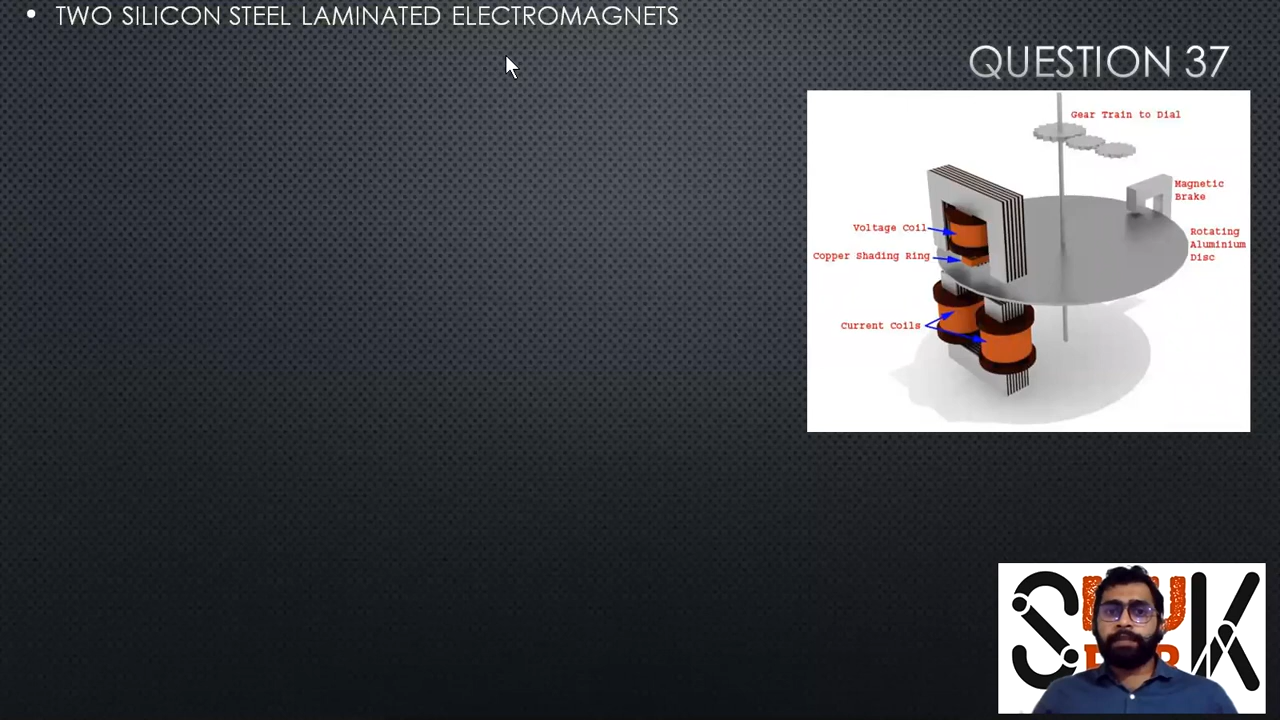 • TWO SILICON STEEL LAMINATED ELECTROMAGNETS
QUESTION 37
Gear Train to Dial
Magnetic
Brake
Voltage Coil
Rotating
Aluminium
Disc
Copper Shading Ring
Current Coils